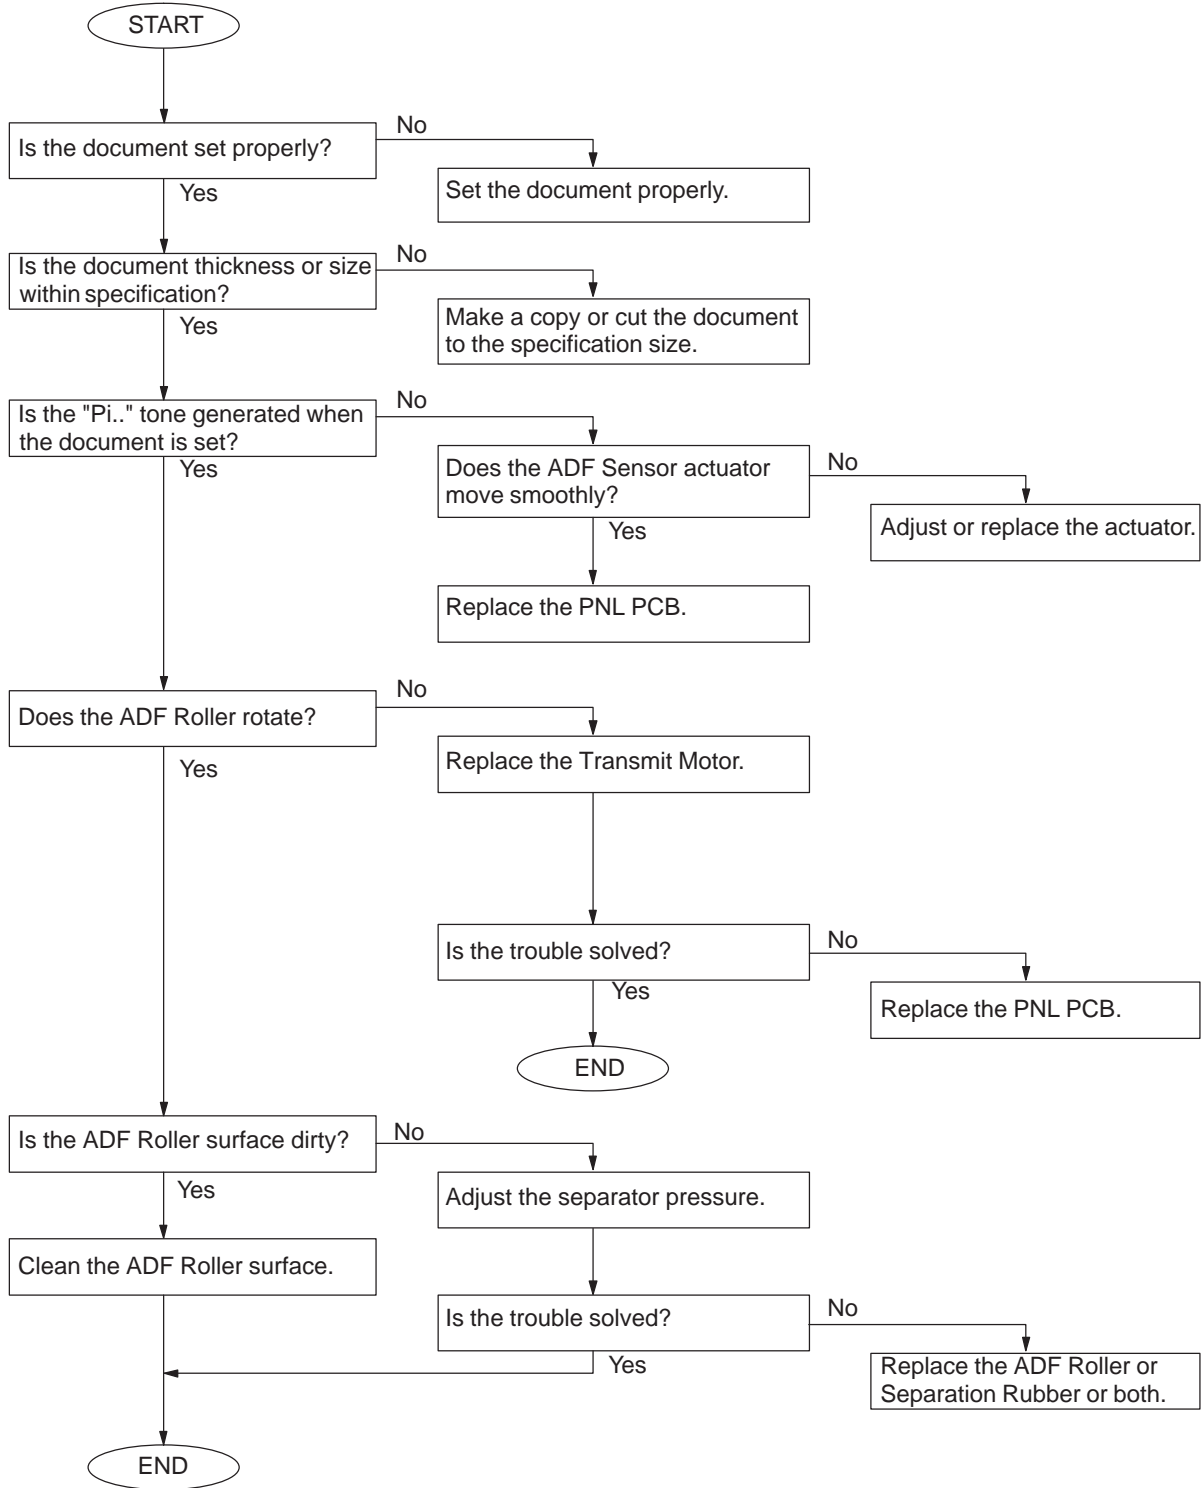 START
Is the document set properly?
No
Yes
Set the document properly.
Is the document thickness or size
within specification?
No
Yes
Make a copy or cut the document
to the specification size.
Is the "Pi.." tone generated when
the document is set?
No
Yes
Does the ADF Sensor actuator
move smoothly?
No
Yes
Adjust or replace the actuator.
Replace the PNL PCB.
Does the ADF Roller rotate?
No
Yes
Replace the Transmit Motor.
Is the trouble solved?
No
Yes
Replace the PNL PCB.
END
Is the ADF Roller surface dirty?
No
Yes
Adjust the separator pressure.
Clean the ADF Roller surface.
Is the trouble solved?
No
Yes
Replace the ADF Roller or
Separation Rubber or both.
END